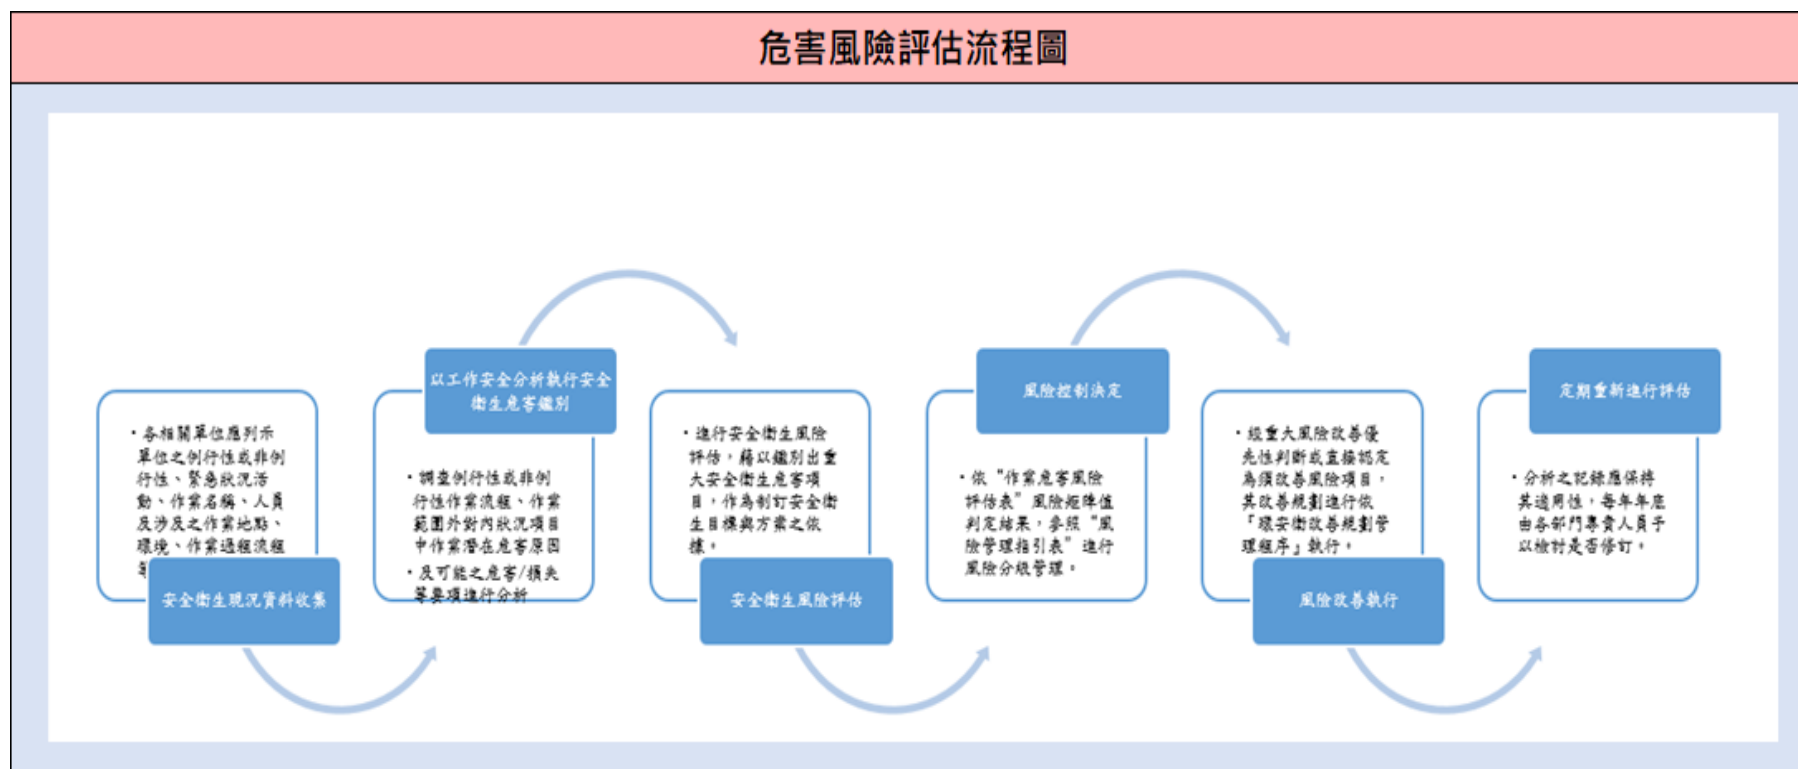 危害風險評估流程圖
・各相關單位應列示
單位之例行性或非例
行性、緊急狀況活
動、作業名稱、人員
及涉及之作業地點、
環境、作業過程流程
安全衛生現況資料收集
以工作安全分析執行安全
衛生危害鑑別
・調查例行性或非例
行性作業流程、作業
範圍外對內狀況項目
中作業潛在危害原因
・及可能之危害/損失
等要項進行分析
・進行安全衛生風險
評估，藉以鑑別出重
大安全衛生危害項
目，作為制訂安全衛
生目標與方案之依
據。
安全衛生風險評估
風險控制決定
・依“作業危害風險
評估表”風險矩陣值
判定結果，參照“風
險管理指引表”進行
風險分級管理。
・經重大風險改善優
先性判斷或直接認定
為須改善風險項目，
其改善規劃進行依
「環安衛改善規劃管
理程序」執行。
風險改善執行
定期重新進行評估
・分析之記錄應保持
其適用性，每年年底
由各部門專責人員予
以檢討是否修訂。